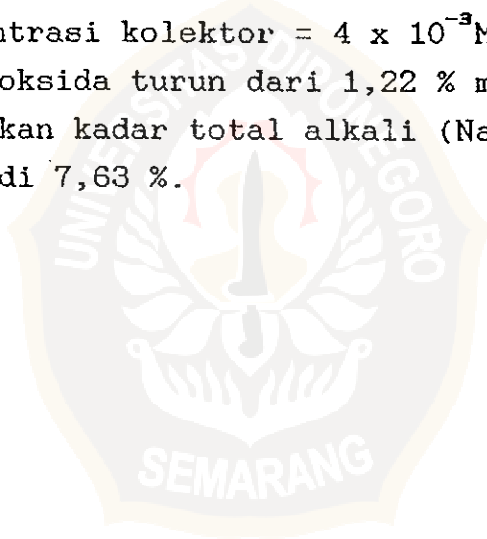 ntrasi kolektor = 4 x 10⁻³M
oksida turun dari 1,22 % m
kan kadar total alkali (Na
di 7,63 %.
UNIVERSITAS DIPONEGORO
SEMARANG